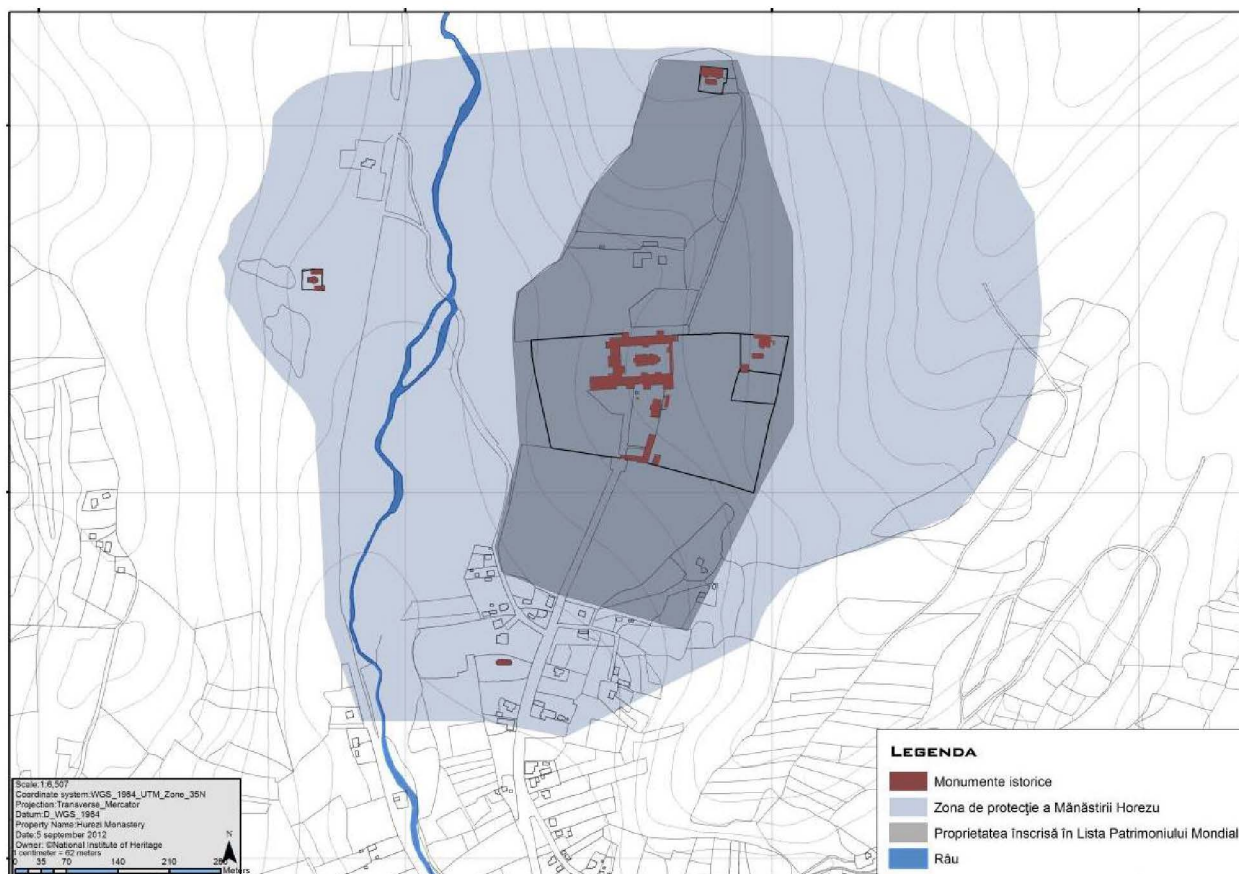 Scale:1:6,507
Coordinate system:WGS_1984_UTM_Zone_35N
Projection:Transverse_Mercator
Datum:D_WGS_1984
Property Name:Hurezi Monastery
Date:5 september 2012
Owner: ©National Institute of Heritage
1 centimeter = 62 meters
N
0 35 70 140 210 280
Meters
LEGENDA
Monumente istorice
Zona de protecție a Mănăstirii Horezu
Proprietatea înscrisă în Lista Patrimoniului Mondial
Râu